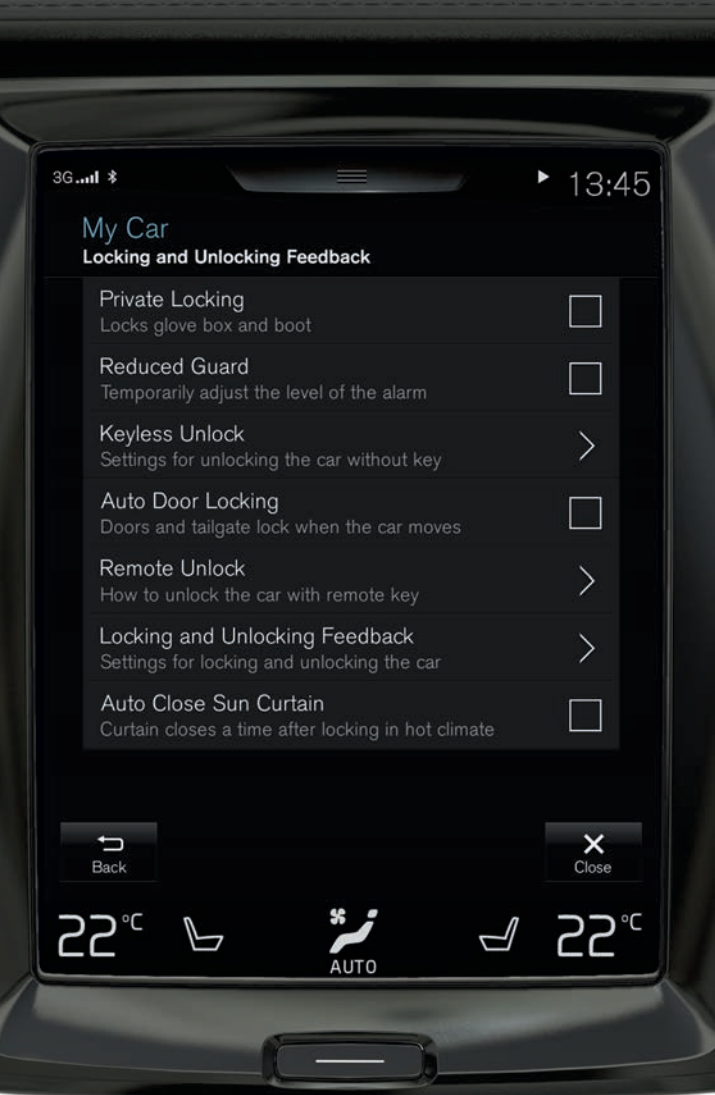 3G
13:45
My Car
Locking and Unlocking Feedback
Private Locking
Locks glove box and boot
Reduced Guard
Temporarily adjust the level of the alarm
Keyless Unlock
Settings for unlocking the car without key
Auto Door Locking
Doors and tailgate lock when the car moves
Remote Unlock
How to unlock the car with remote key
Locking and Unlocking Feedback
Settings for locking and unlocking the car
Auto Close Sun Curtain
Curtain closes a time after locking in hot climate
Back
Close
22°C
22°C
AUTO